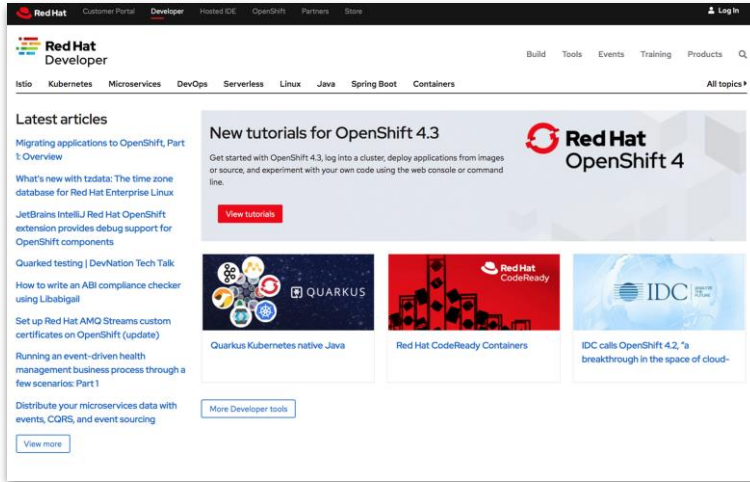 Red Hat Customer Portal Developer Hosted IDE OpenShift Partners Store Log In
Red Hat
Developer
Build Tools Events Training Products
Istio Kubernetes Microservices DevOps Serverless Linux Java Spring Boot Containers All topics
Latest articles
Migrating applications to OpenShift, Part
1: Overview
What's new with tzdata: The time zone
database for Red Hat Enterprise Linux
JetBrains IntelliJ Red Hat OpenShift
extension provides debug support for
OpenShift components
Quarked testing | DevNation Tech Talk
How to write an ABI compliance checker
using Libabigail
Set up Red Hat AMQ Streams custom
certificates on OpenShift (update)
Running an event-driven health
management business process through a
few scenarios: Part 1
Distribute your microservices data with
events, CQRS, and event sourcing
View more
New tutorials for OpenShift 4.3
Get started with OpenShift 4.3, log into a cluster, deploy applications from images
or source, and experiment with your own code using the web console or command
line.
View tutorials
Red Hat
OpenShift 4
QUARKUS
Quarkus Kubernetes native Java
Red Hat
CodeReady
Red Hat CodeReady Containers
IDC
ANALYZE
THE
FUTURE
IDC calls OpenShift 4.2, "a
breakthrough in the space of cloud-
More Developer tools